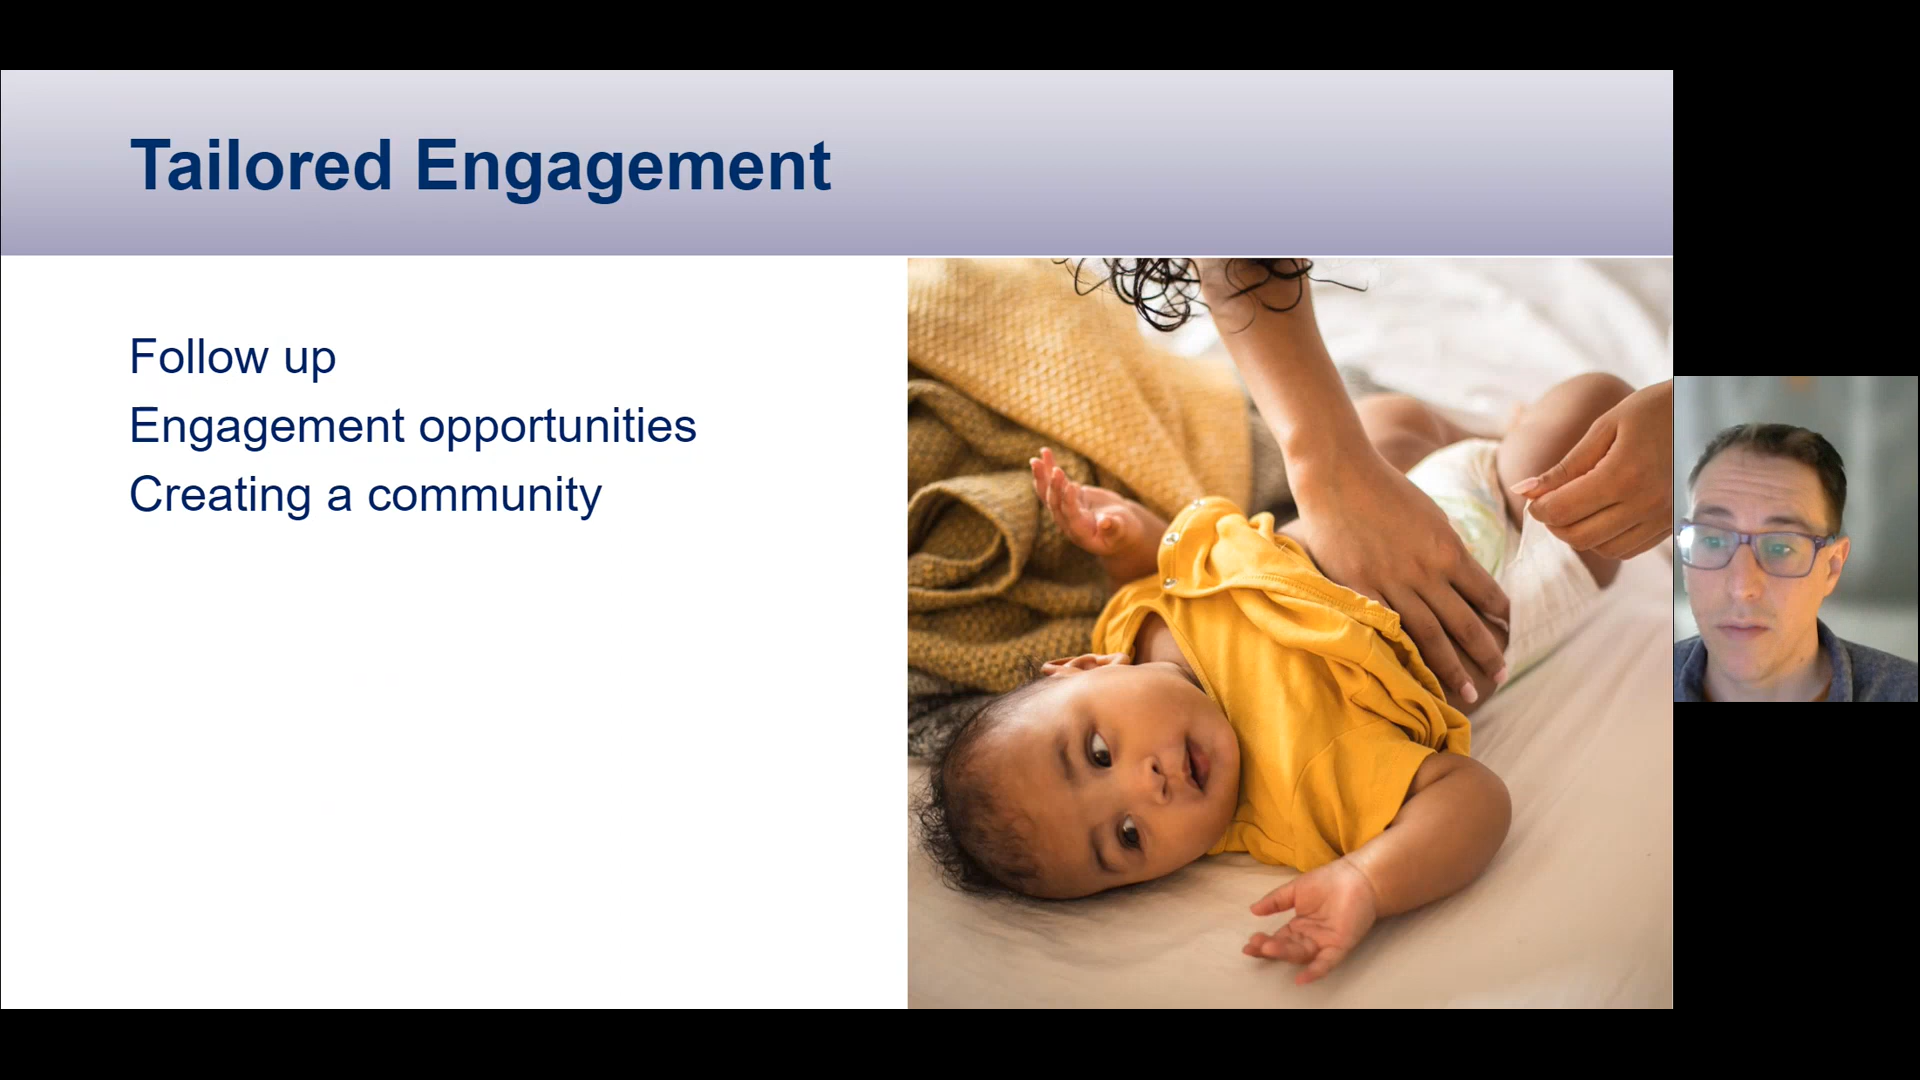 Tailored Engagement
Follow up
Engagement opportunities
Creating a community